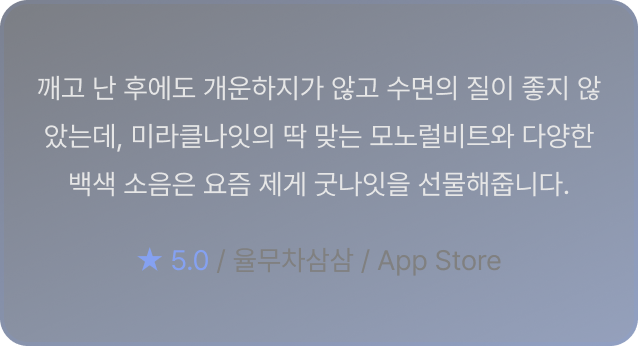 깨고 난 후에도 개운하지가 않고 수면의 질이 좋지 않
았는데, 미라클나잇의 딱 맞는 모노럴비트와 다양한
백색 소음은 요즘 제게 굿나잇을 선물해줍니다.
★ 5.0 / 율무차삼삼 / App Store